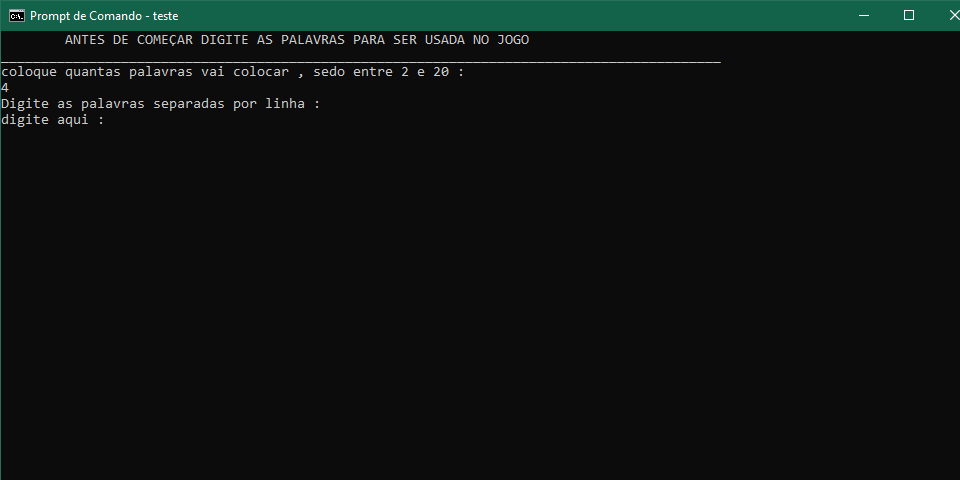 Prompt de Comando - teste
ANTES DE COMEÇAR DIGITE AS PALAVRAS PARA SER USADA NO JOGO
__________________________________________________________________________________________
coloque quantas palavras vai colocar , sedo entre 2 e 20 :
4
Digite as palavras separadas por linha :
digite aqui :